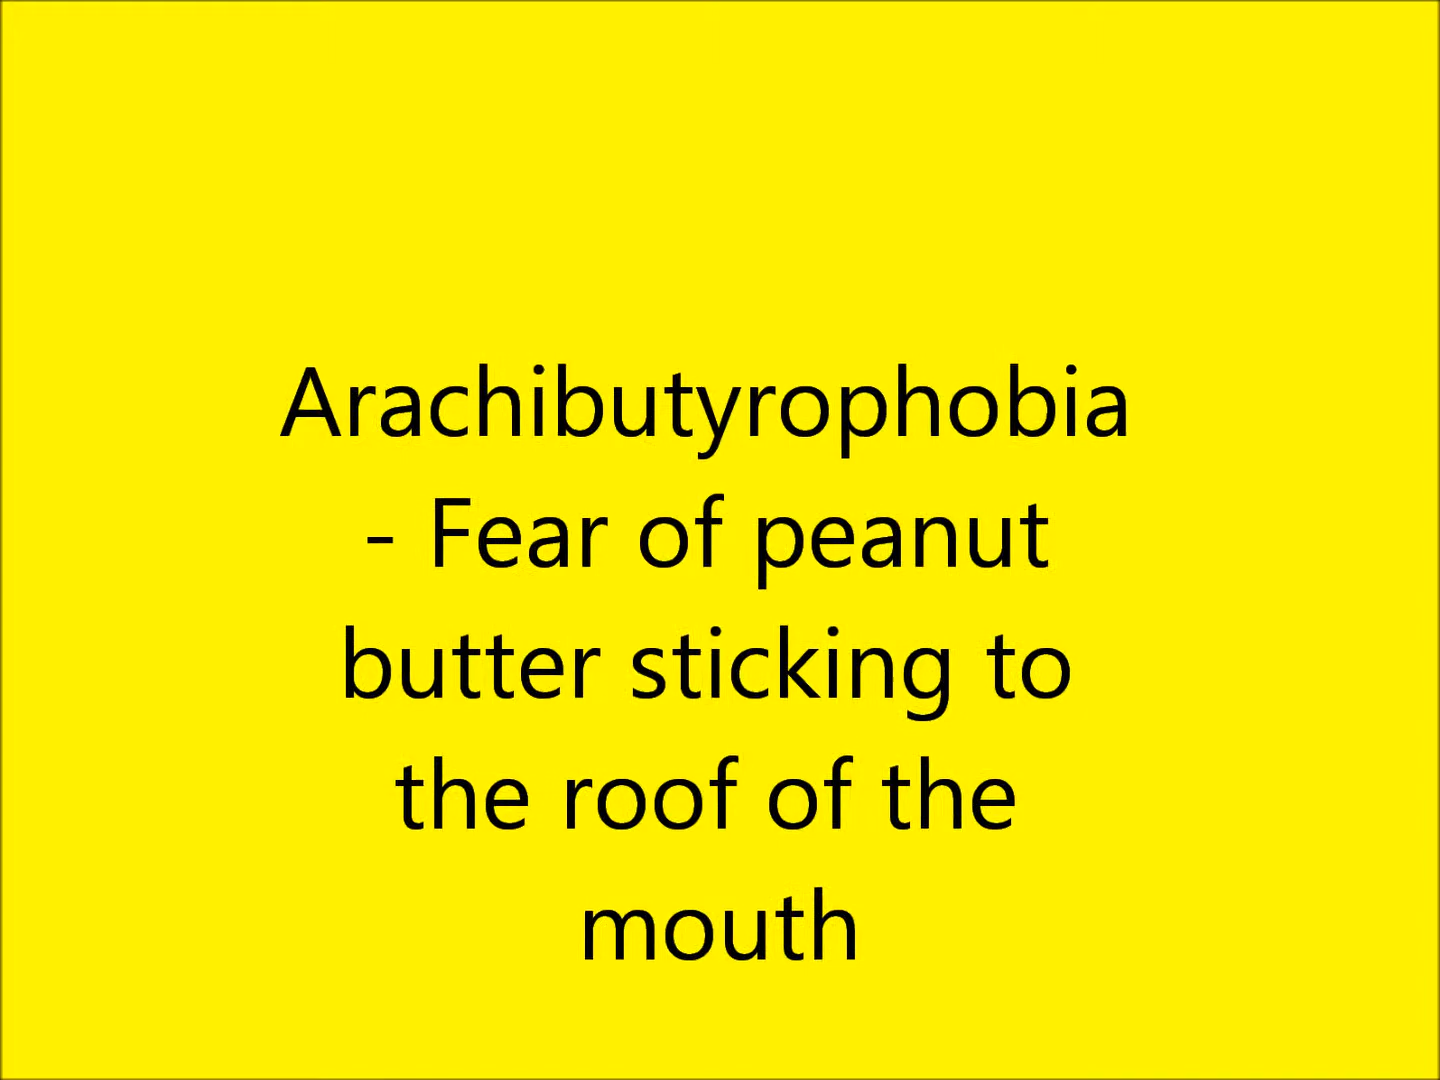 Arachibutyrophobia
- Fear of peanut
butter sticking to
the roof of the
mouth